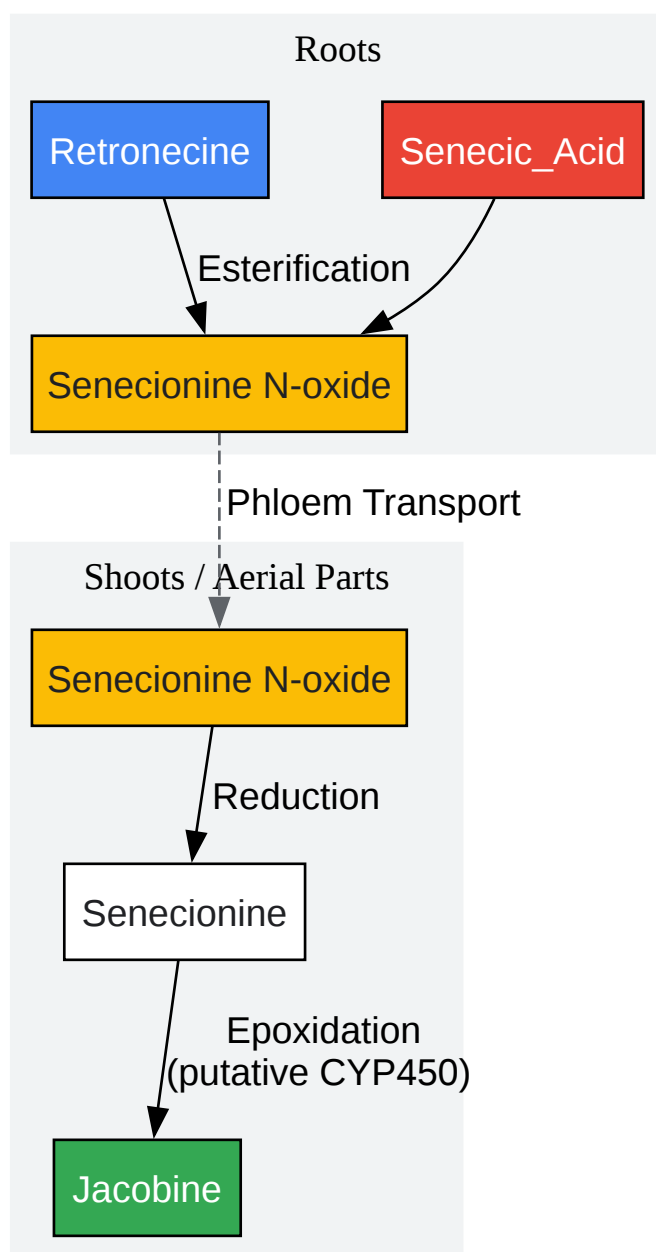 Roots
Retronecine
Senecic_Acid
Esterification
Senecionine N-oxide
Phloem Transport
Shoots / Aerial Parts
Senecionine N-oxide
Reduction
Senecionine
Epoxidation
(putative CYP450)
Jacobine